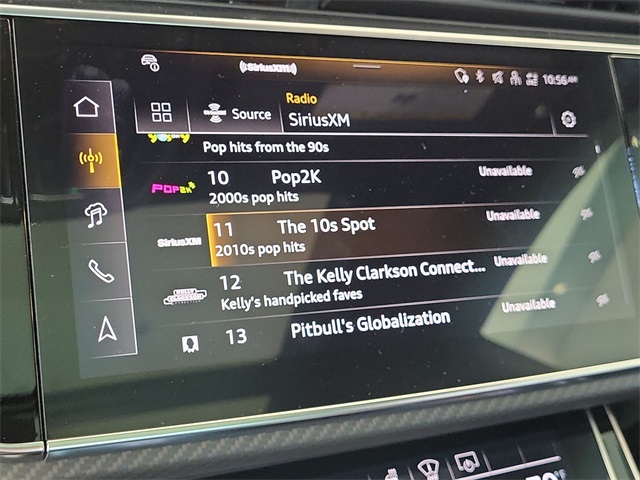 ((SiriusXM))
10:56 AM
Radio
Source
SiriusXM
Pop hits from the 90s
POP2K
10 Pop2K Unavailable
2000s pop hits
SiriusXM
11 The 10s Spot Unavailable
2010s pop hits
12 The Kelly Clarkson Connect... Unavailable
Kelly's handpicked faves
13 Pitbull's Globalization Unavailable